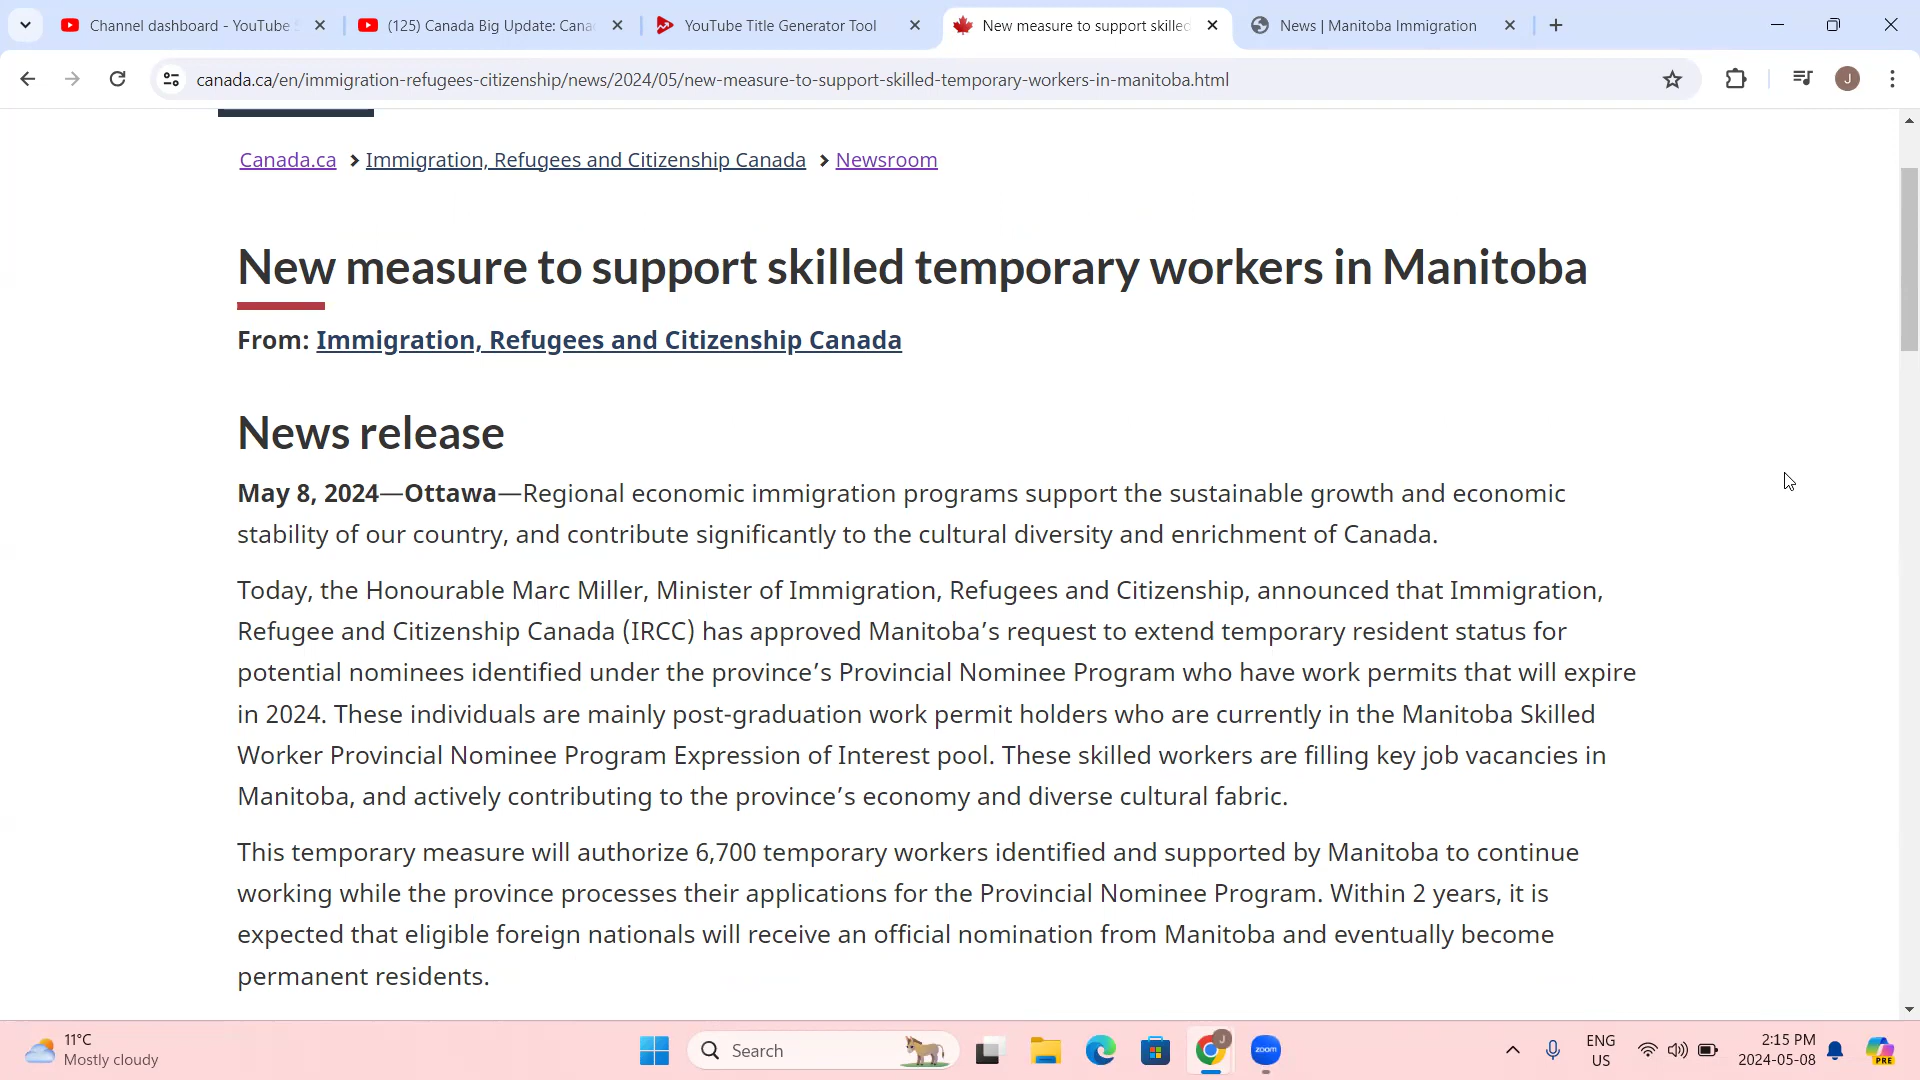 Channel dashboard - YouTube S
(125) Canada Big Update: Cana
YouTube Title Generator Tool
New measure to support skilled
News | Manitoba Immigration
canada.ca/en/immigration-refugees-citizenship/news/2024/05/new-measure-to-support-skilled-temporary-workers-in-manitoba.html
J
Canada.ca > Immigration, Refugees and Citizenship Canada > Newsroom
New measure to support skilled temporary workers in Manitoba
From: Immigration, Refugees and Citizenship Canada
News release
May 8, 2024—Ottawa—Regional economic immigration programs support the sustainable growth and economic
stability of our country, and contribute significantly to the cultural diversity and enrichment of Canada.
Today, the Honourable Marc Miller, Minister of Immigration, Refugees and Citizenship, announced that Immigration,
Refugee and Citizenship Canada (IRCC) has approved Manitoba’s request to extend temporary resident status for
potential nominees identified under the province’s Provincial Nominee Program who have work permits that will expire
in 2024. These individuals are mainly post-graduation work permit holders who are currently in the Manitoba Skilled
Worker Provincial Nominee Program Expression of Interest pool. These skilled workers are filling key job vacancies in
Manitoba, and actively contributing to the province’s economy and diverse cultural fabric.
This temporary measure will authorize 6,700 temporary workers identified and supported by Manitoba to continue
working while the province processes their applications for the Provincial Nominee Program. Within 2 years, it is
expected that eligible foreign nationals will receive an official nomination from Manitoba and eventually become
permanent residents.
11°C
Mostly cloudy
Search
J
zoom
ENG
US
2:15 PM
2024-05-08
PRE